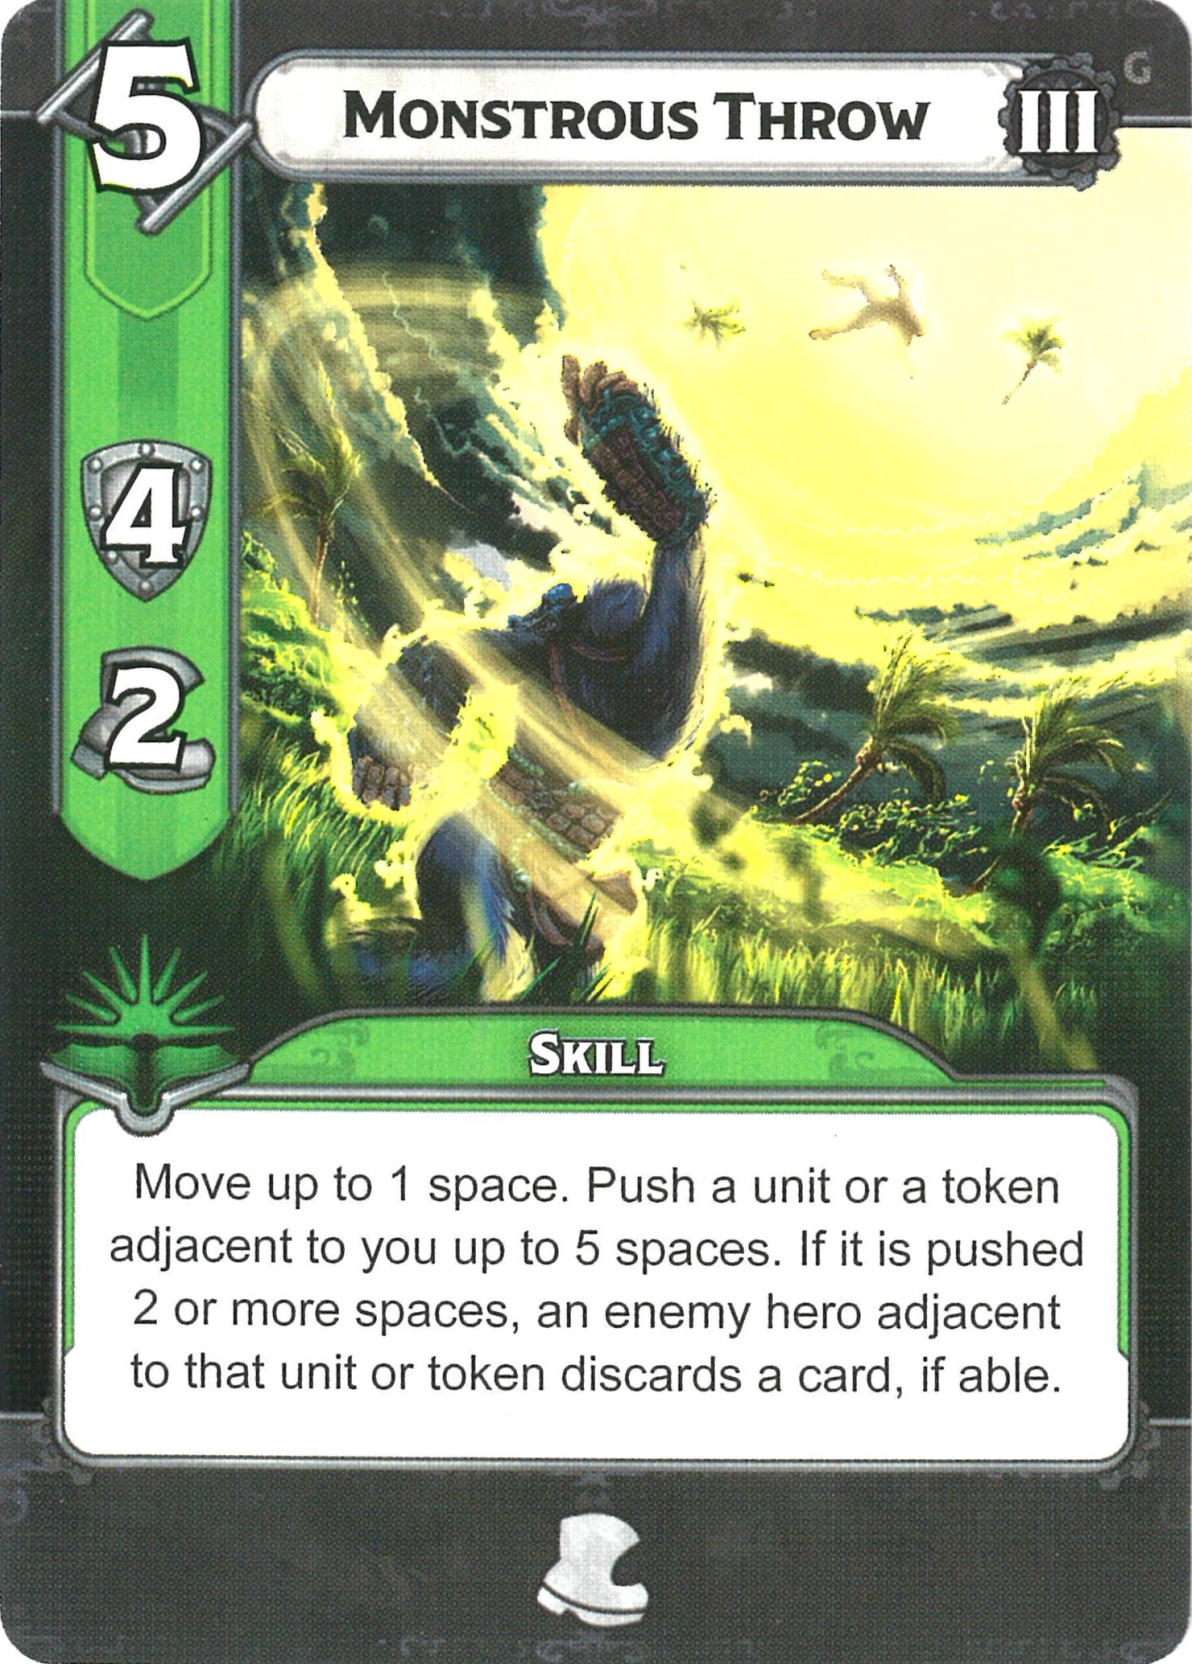 5
MONSTROUS THROW
III
G
4
2
SKILL
Move up to 1 space. Push a unit or a token
adjacent to you up to 5 spaces. If it is pushed
2 or more spaces, an enemy hero adjacent
to that unit or token discards a card, if able.